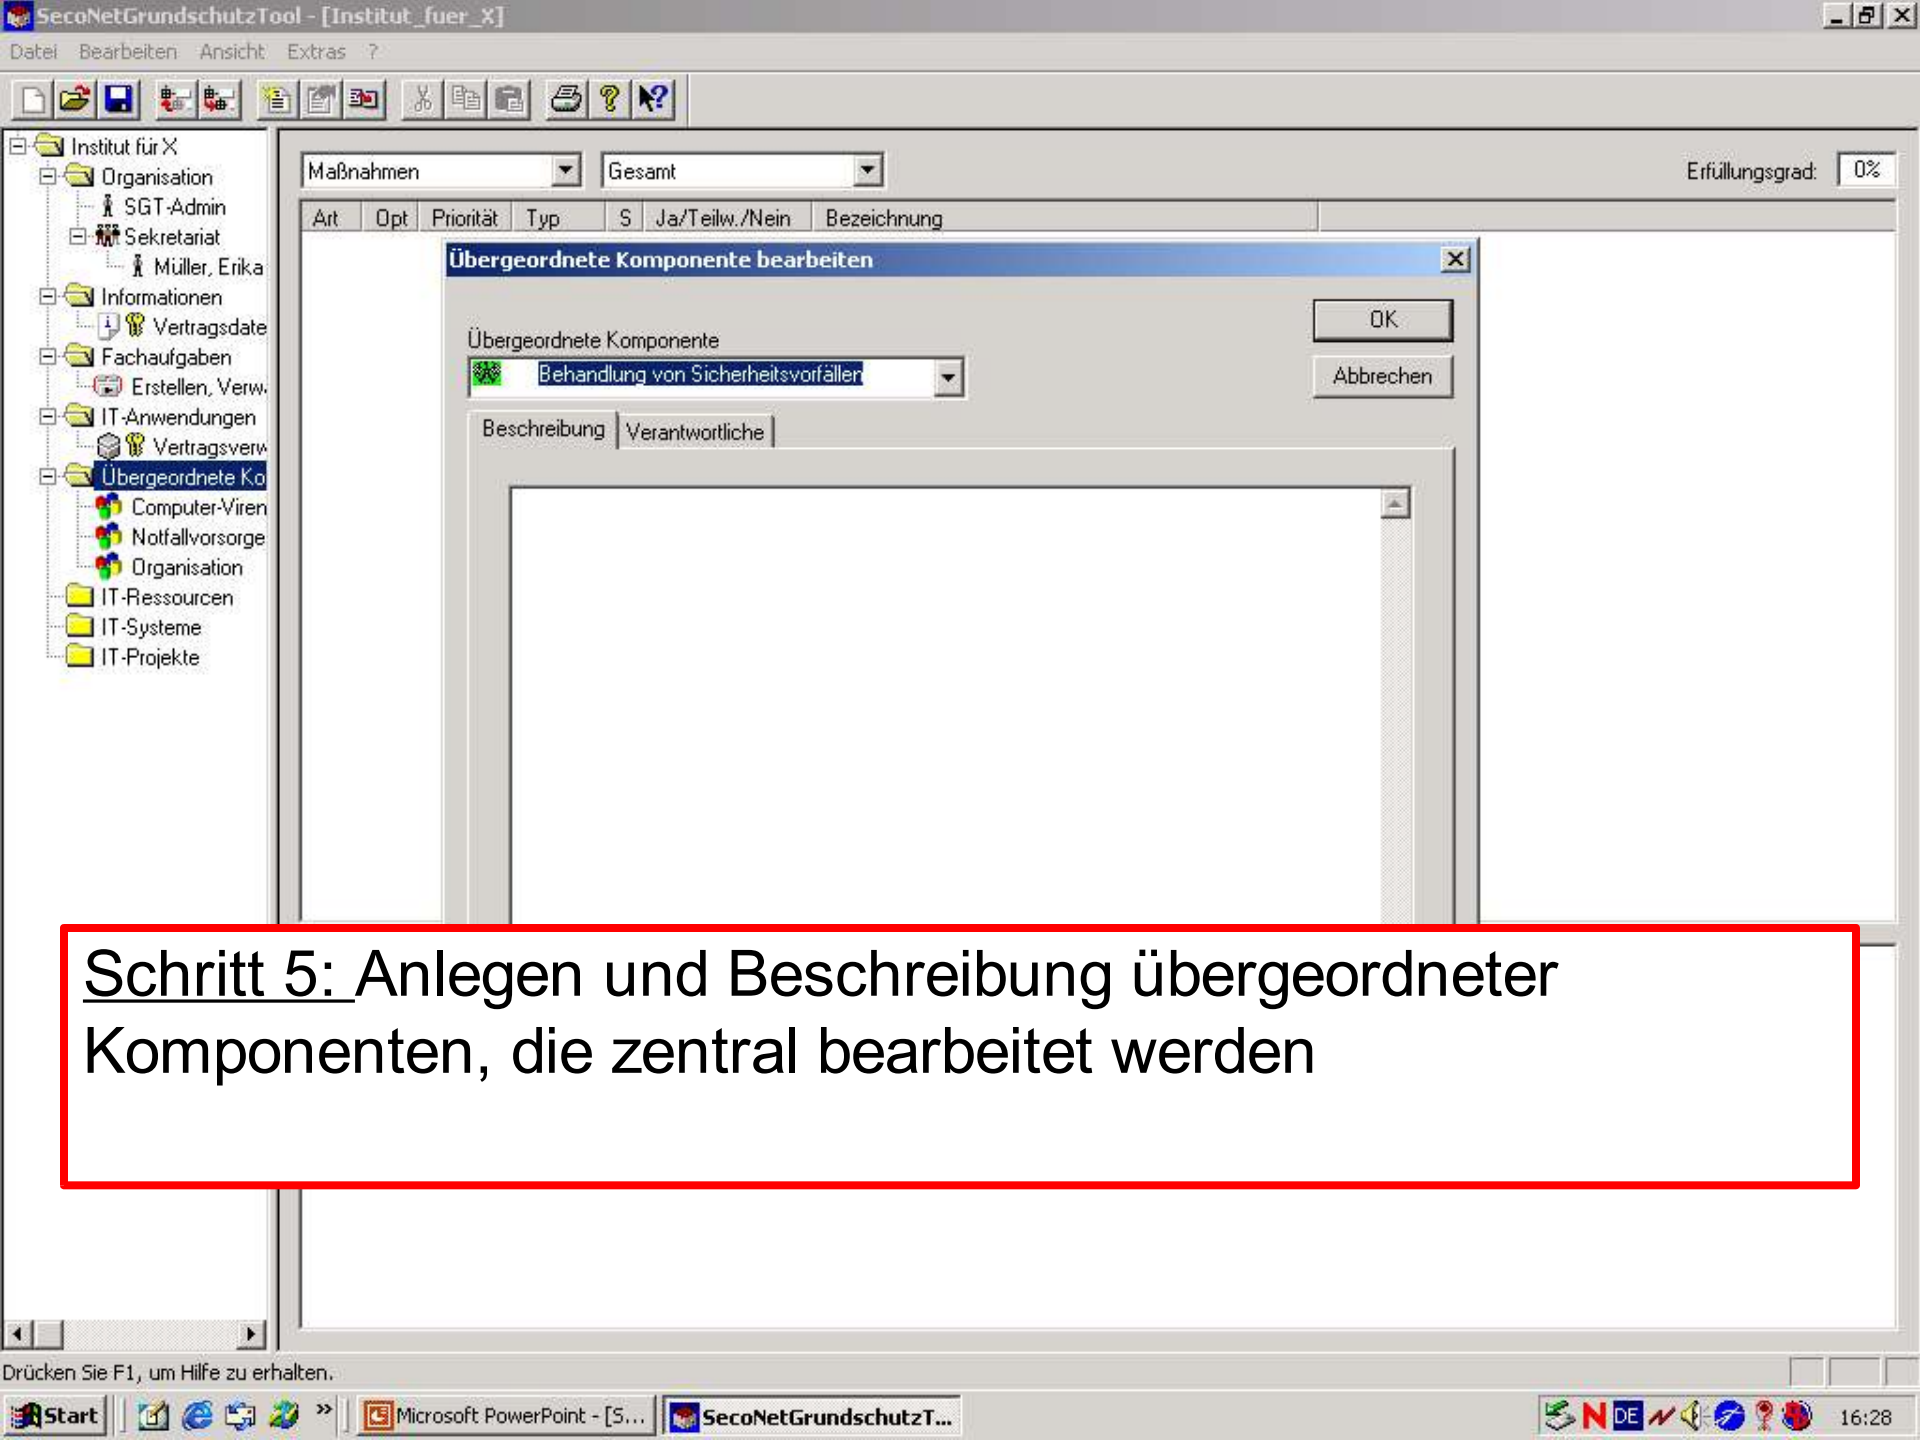 SecoNetGrundschutzTool - [Institut_fuer_X]
Datei Bearbeiten Ansicht Extras ?
Institut für X
Organisation
SGT-Admin
Sekretariat
Müller, Erika
Informationen
Vertragsdate
Fachaufgaben
Erstellen, Verw.
IT-Anwendungen
Vertragsverw
Übergeordnete Ko
Computer-Viren
Notfallvorsorge
Organisation
IT-Ressourcen
IT-Systeme
IT-Projekte
Maßnahmen Gesamt Erfüllungsgrad: 0%
Art Opt Priorität Typ S Ja/Teilw./Nein Bezeichnung
Übergeordnete Komponente bearbeiten
OK
Übergeordnete Komponente
Behandlung von Sicherheitsvorfällen
Abbrechen
Beschreibung Verantwortliche
Schritt 5: Anlegen und Beschreibung übergeordneter
Komponenten, die zentral bearbeitet werden
Drücken Sie F1, um Hilfe zu erhalten.
Start » Microsoft PowerPoint - [S... SecoNetGrundschutzT... N DE 16:28